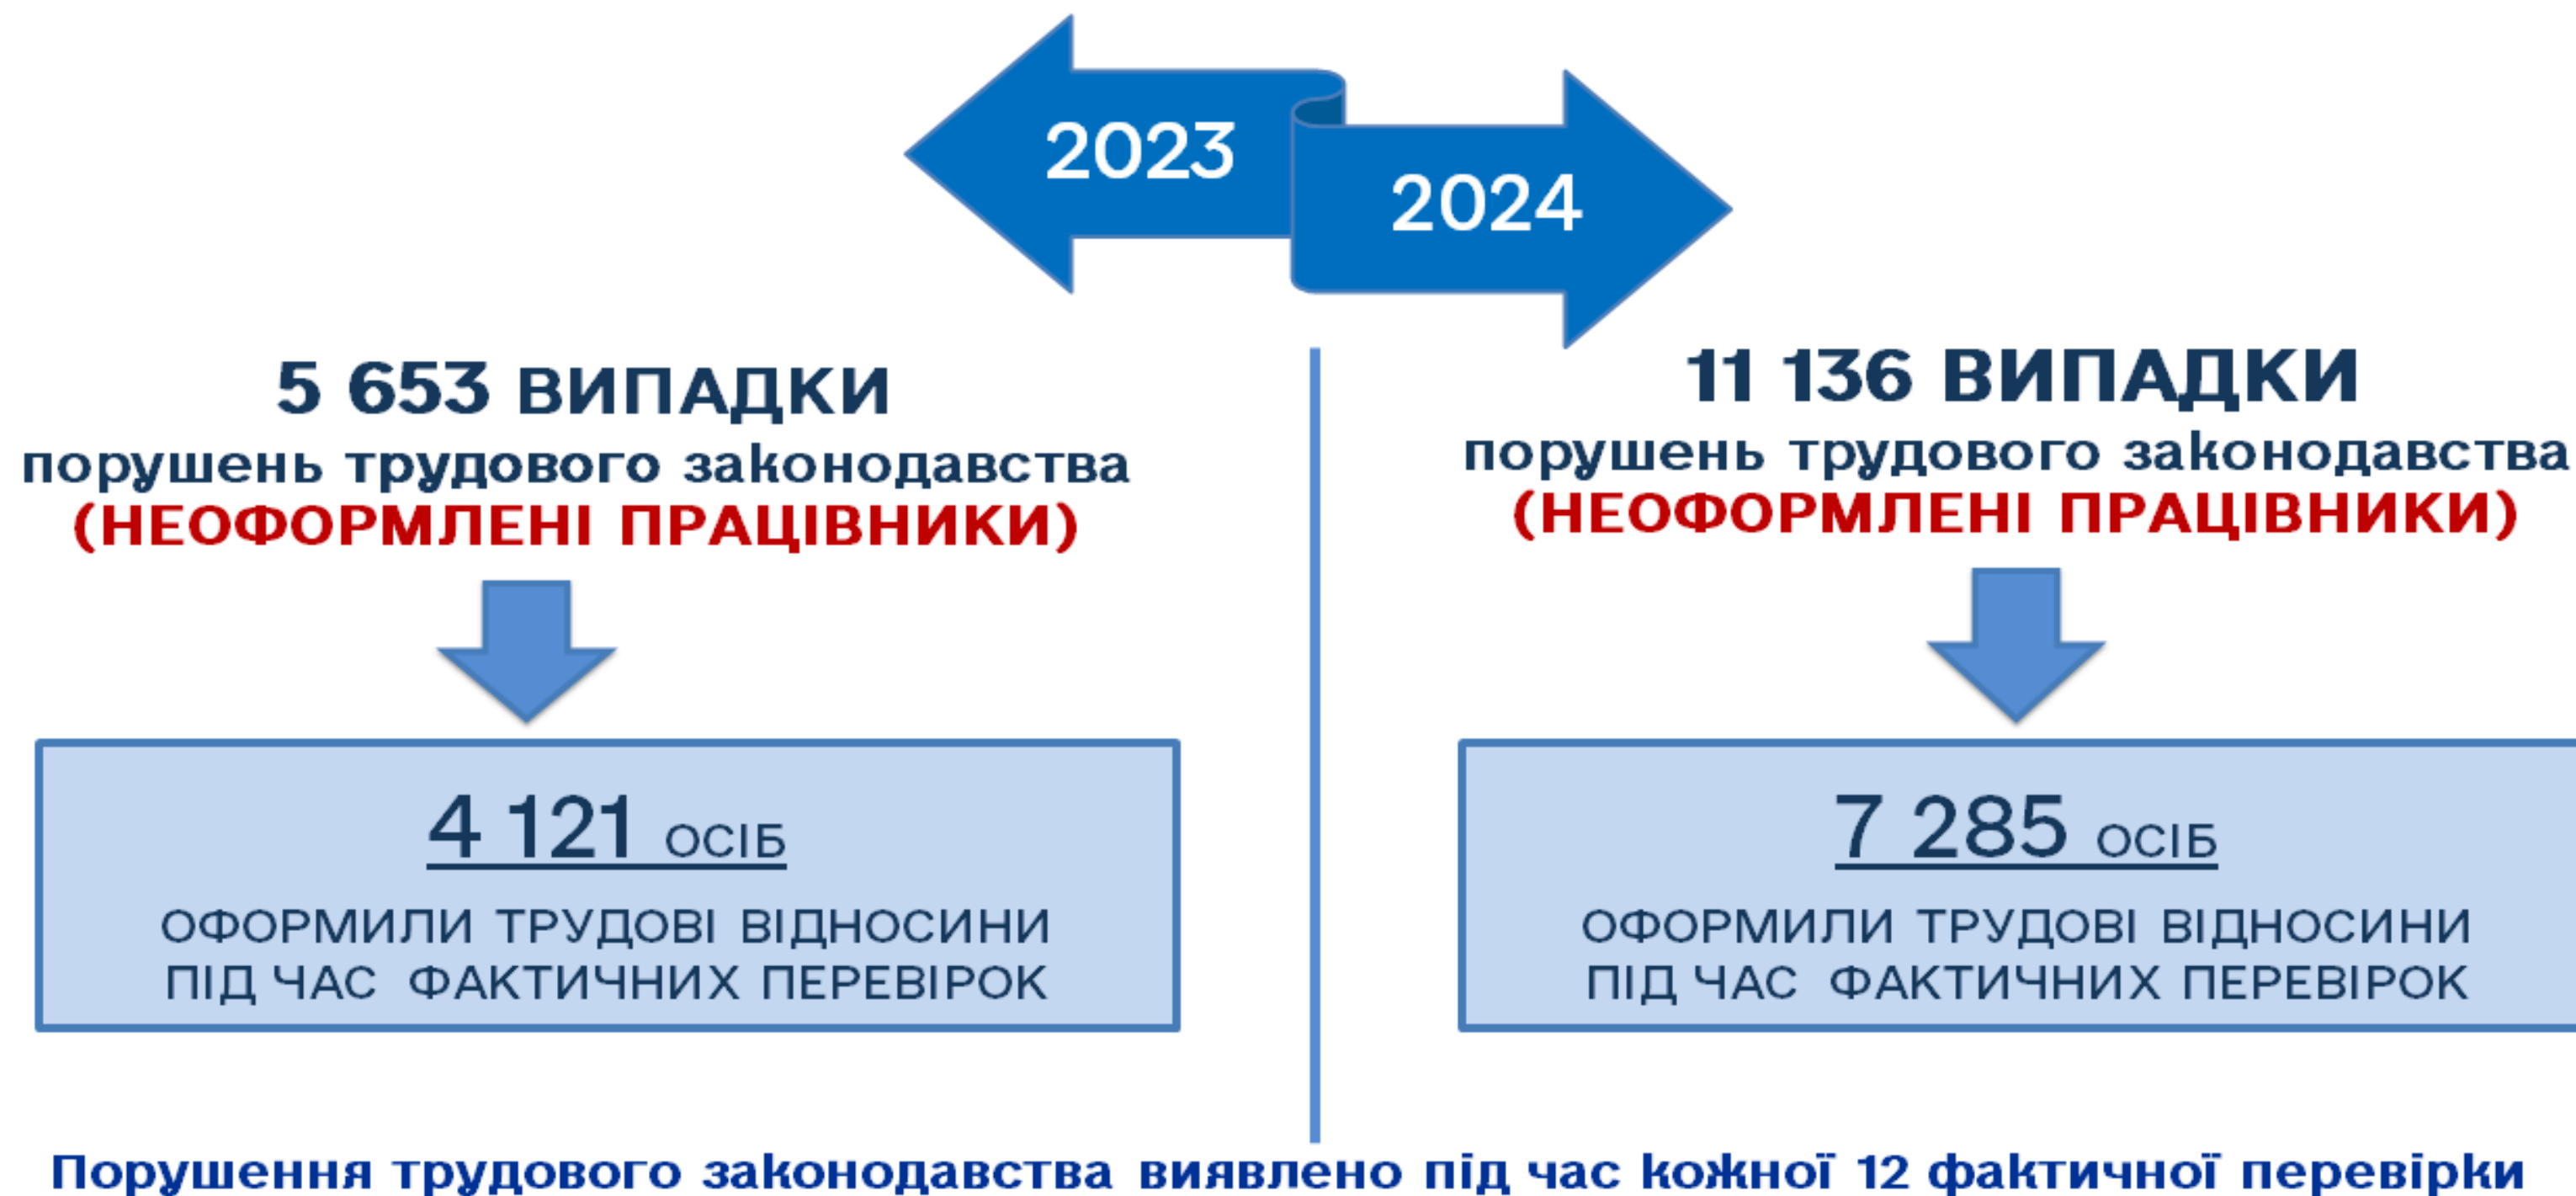 2023
2024
5 653 ВИПАДКИ
порушень трудового законодавства
(НЕОФОРМЛЕНІ ПРАЦІВНИКИ)
4 121 ОСІБ
ОФОРМИЛИ ТРУДОВІ ВІДНОСИНИ
ПІД ЧАС ФАКТИЧНИХ ПЕРЕВІРОК
11 136 ВИПАДКИ
порушень трудового законодавства
(НЕОФОРМЛЕНІ ПРАЦІВНИКИ)
7 285 ОСІБ
ОФОРМИЛИ ТРУДОВІ ВІДНОСИНИ
ПІД ЧАС ФАКТИЧНИХ ПЕРЕВІРОК
Порушення трудового законодавства виявлено під час кожної 12 фактичної перевірки